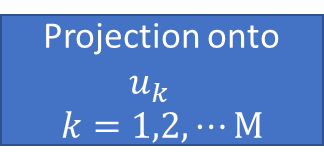 Projection onto
u_k
k = 1,2, ⋯ M